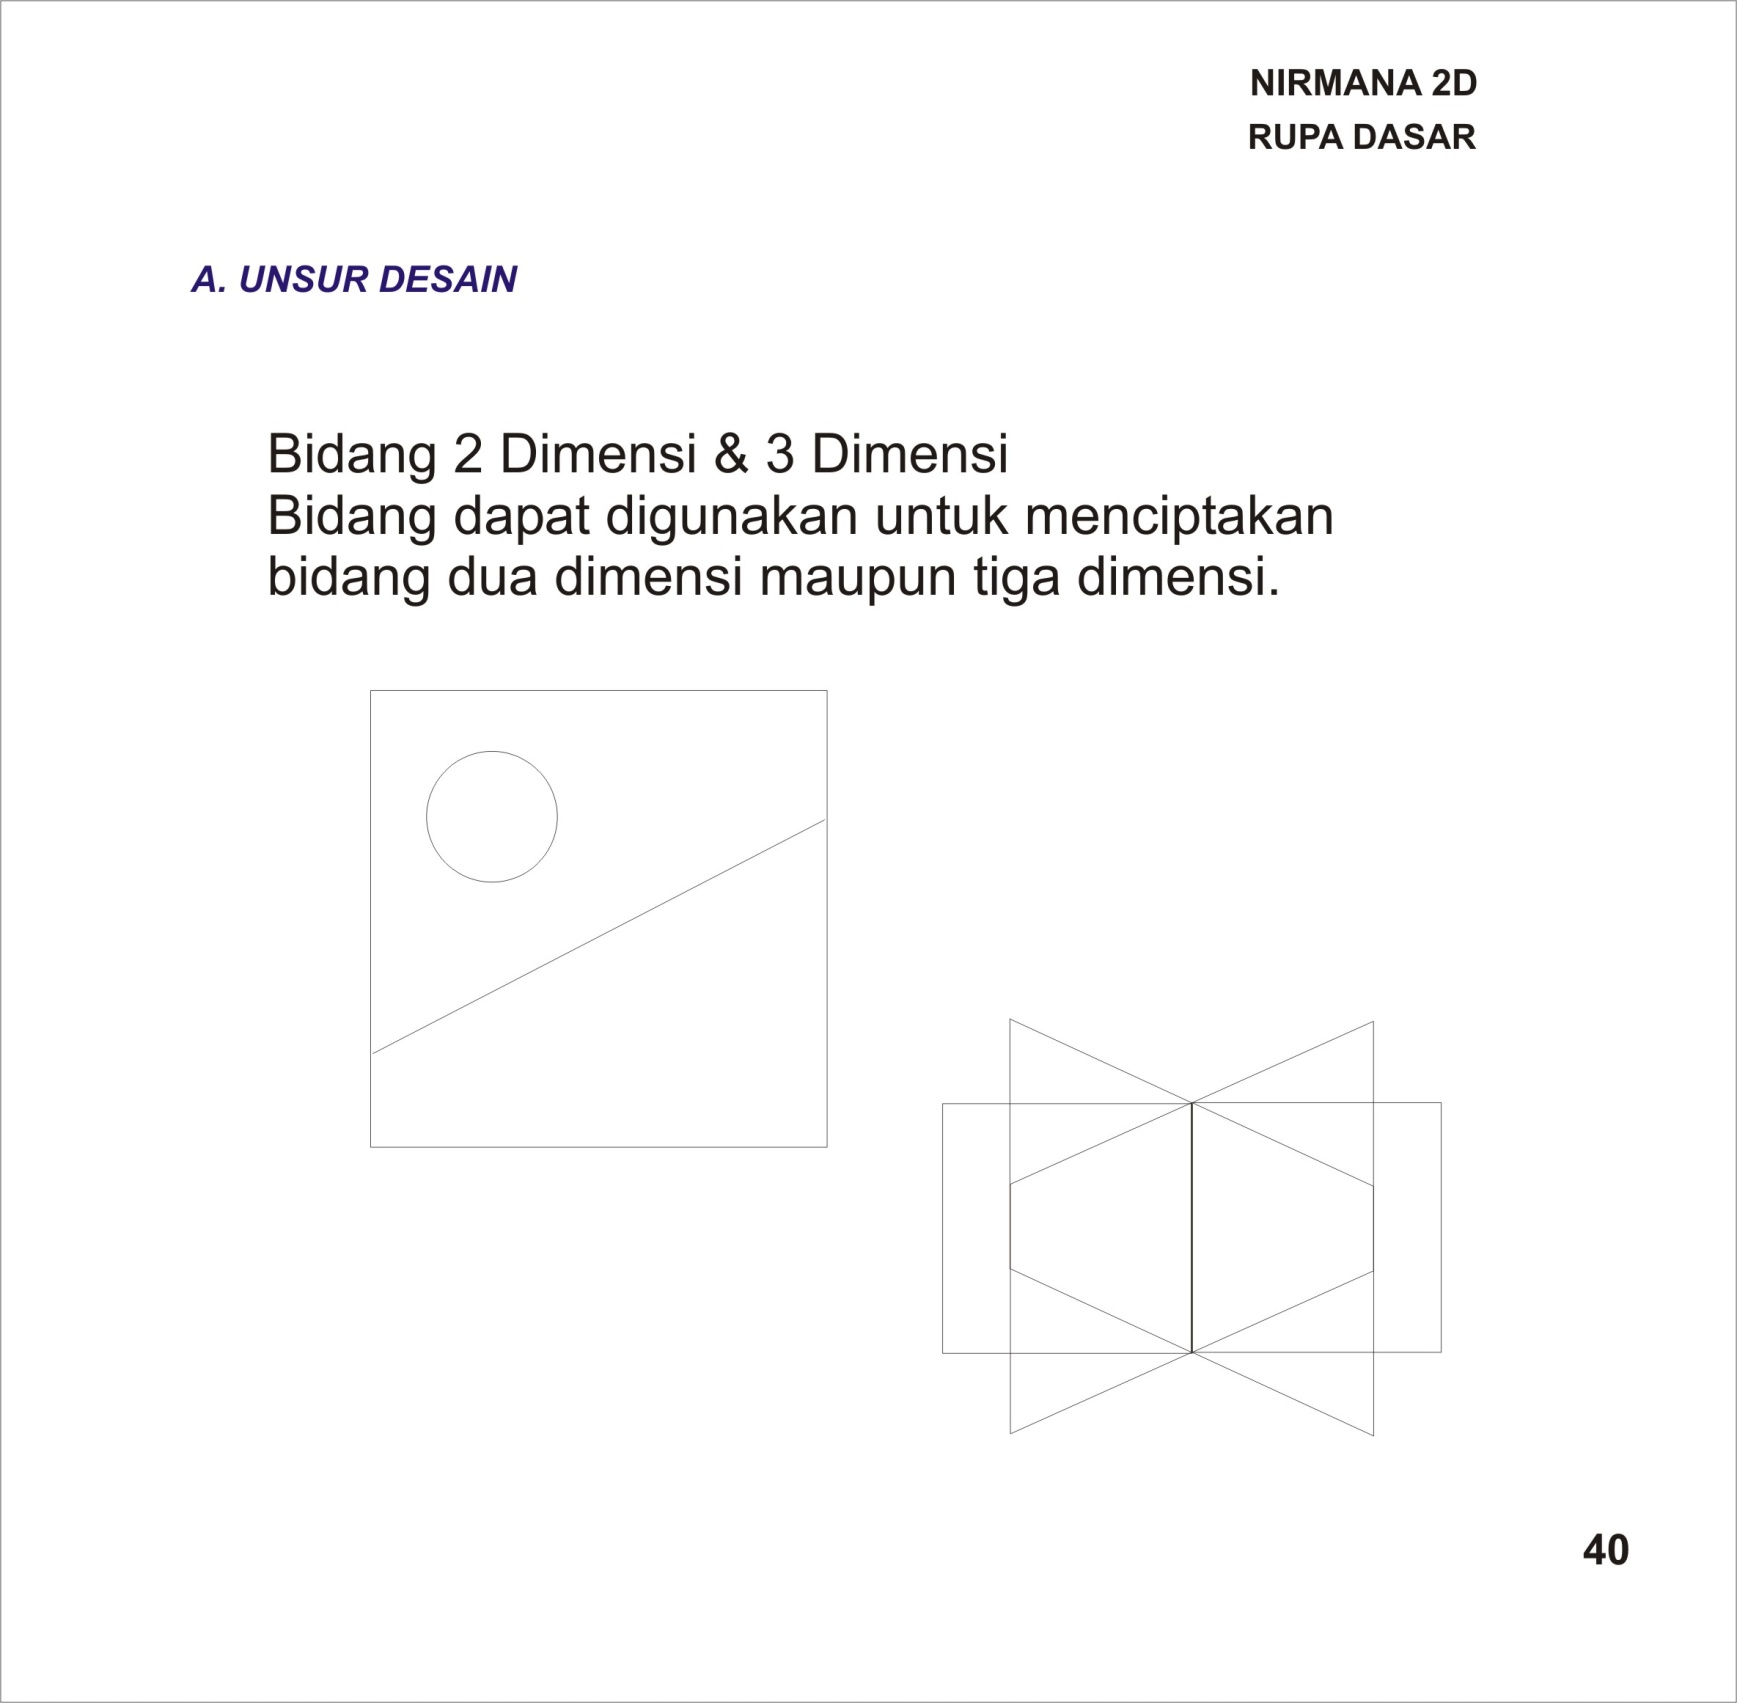 NIRMANA 2D
RUPA DASAR
A. UNSUR DESAIN
Bidang 2 Dimensi & 3 Dimensi
Bidang dapat digunakan untuk menciptakan
bidang dua dimensi maupun tiga dimensi.
40